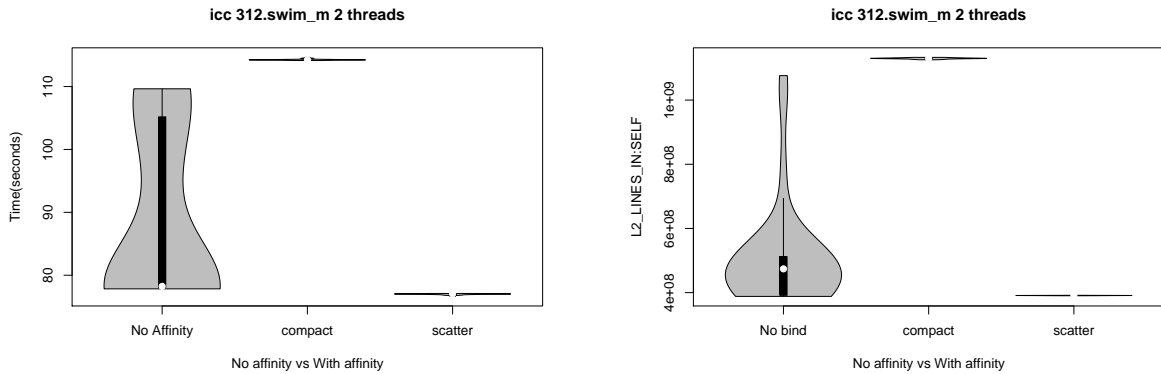 icc 312.swim_m 2 threads
Time(seconds)
110
100
90
80
No Affinity compact scatter
No affinity vs With affinity
icc 312.swim_m 2 threads
L2_LINES_IN:SELF
1e+09
8e+08
6e+08
4e+08
No bind compact scatter
No affinity vs With affinity